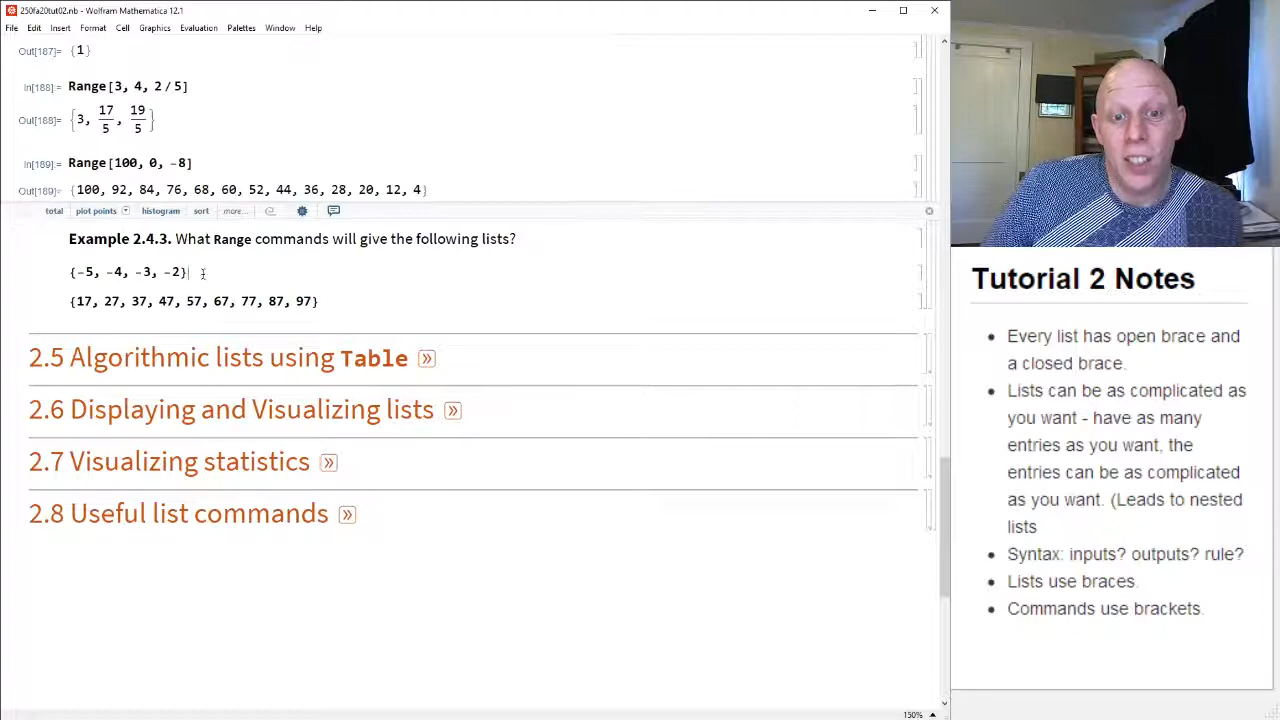 250fa20tut02.nb - Wolfram Mathematica 12.1
File Edit Insert Format Cell Graphics Evaluation Palettes Window Help
Out[187]= {1}
In[188]:= Range[3, 4, 2 / 5]
Out[188]= {3, 17/5, 19/5}
In[189]:= Range[100, 0, -8]
Out[189]= {100, 92, 84, 76, 68, 60, 52, 44, 36, 28, 20, 12, 4}
total plot points histogram sort more...
Example 2.4.3. What Range commands will give the following lists?
{-5, -4, -3, -2}
{17, 27, 37, 47, 57, 67, 77, 87, 97}
2.5 Algorithmic lists using Table »
2.6 Displaying and Visualizing lists »
2.7 Visualizing statistics »
2.8 Useful list commands »
150%
Tutorial 2 Notes
• Every list has open brace and
a closed brace.
• Lists can be as complicated as
you want - have as many
entries as you want, the
entries can be as complicated
as you want. (Leads to nested
lists
• Syntax: inputs? outputs? rule?
• Lists use braces.
• Commands use brackets.